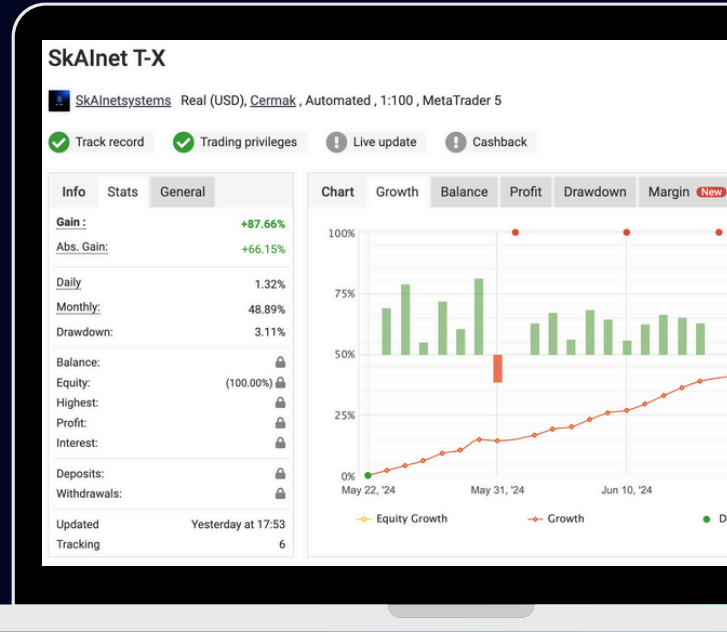 SkAInet T-X
SkAInetsystems Real (USD), Cermak , Automated , 1:100 , MetaTrader 5
Track record Trading privileges Live update Cashback
Info Stats General
Gain : +87.66%
Abs. Gain: +66.15%
Daily 1.32%
Monthly: 48.89%
Drawdown: 3.11%
Balance:
Equity: (100.00%)
Highest:
Profit:
Interest:
Deposits:
Withdrawals:
Updated Yesterday at 17:53
Tracking 6
Chart Growth Balance Profit Drawdown Margin New
100%
75%
50%
25%
0%
May 22, '24 May 31, '24 Jun 10, '24
Equity Growth Growth D